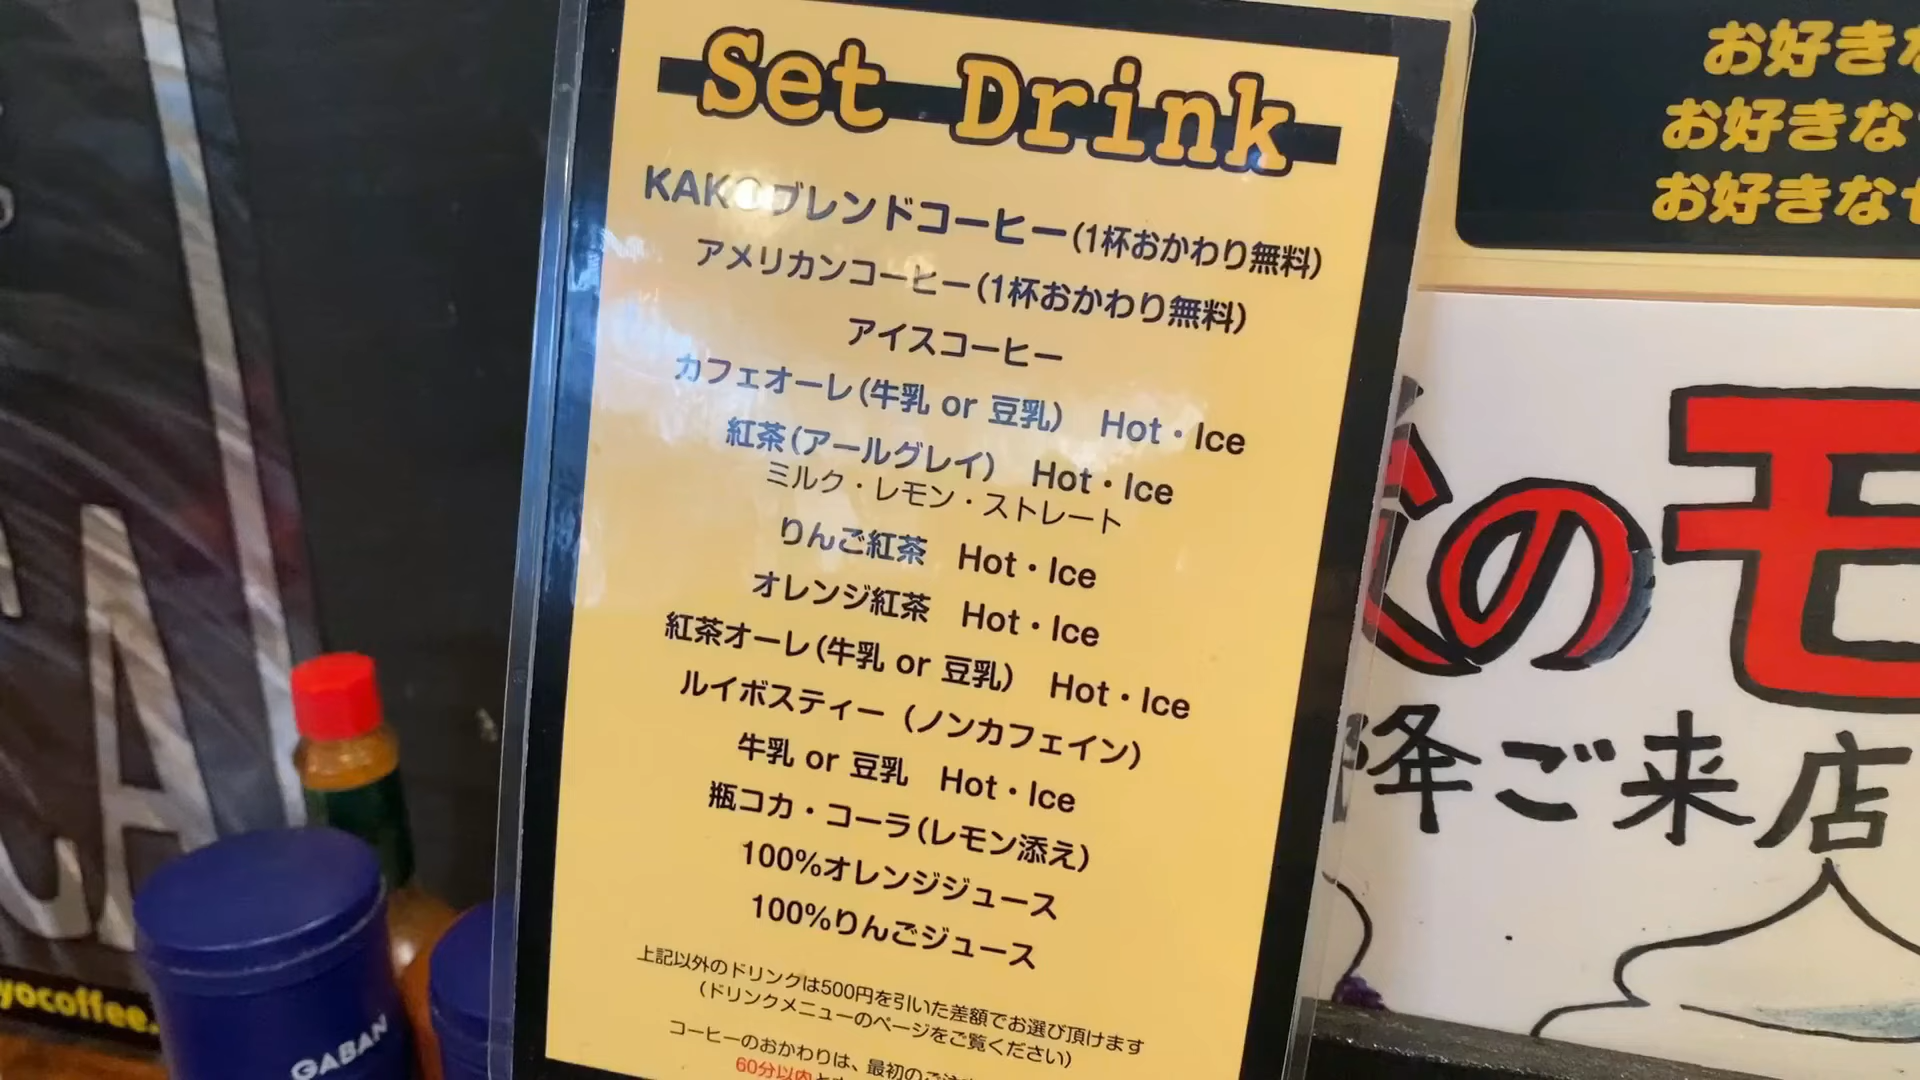 Set Drink
KAKOブレンドコーヒー(1杯おかわり無料)
アメリカンコーヒー(1杯おかわり無料)
アイスコーヒー
カフェオーレ(牛乳 or 豆乳) Hot・Ice
紅茶(アールグレイ) Hot・Ice
ミルク・レモン・ストレート
りんご紅茶 Hot・Ice
オレンジ紅茶 Hot・Ice
紅茶オーレ(牛乳 or 豆乳) Hot・Ice
ルイボスティー (ノンカフェイン)
牛乳 or 豆乳 Hot・Ice
瓶コカ・コーラ(レモン添え)
100%オレンジジュース
100%りんごジュース
上記以外のドリンクは500円を引いた差額でお選び頂けます
(ドリンクメニューのページをご覧ください)
コーヒーのおかわりは、最初のご
60分以内
お好き
お好きな
お好きな
のモ
降ご来店
yocoffee.
GABAN